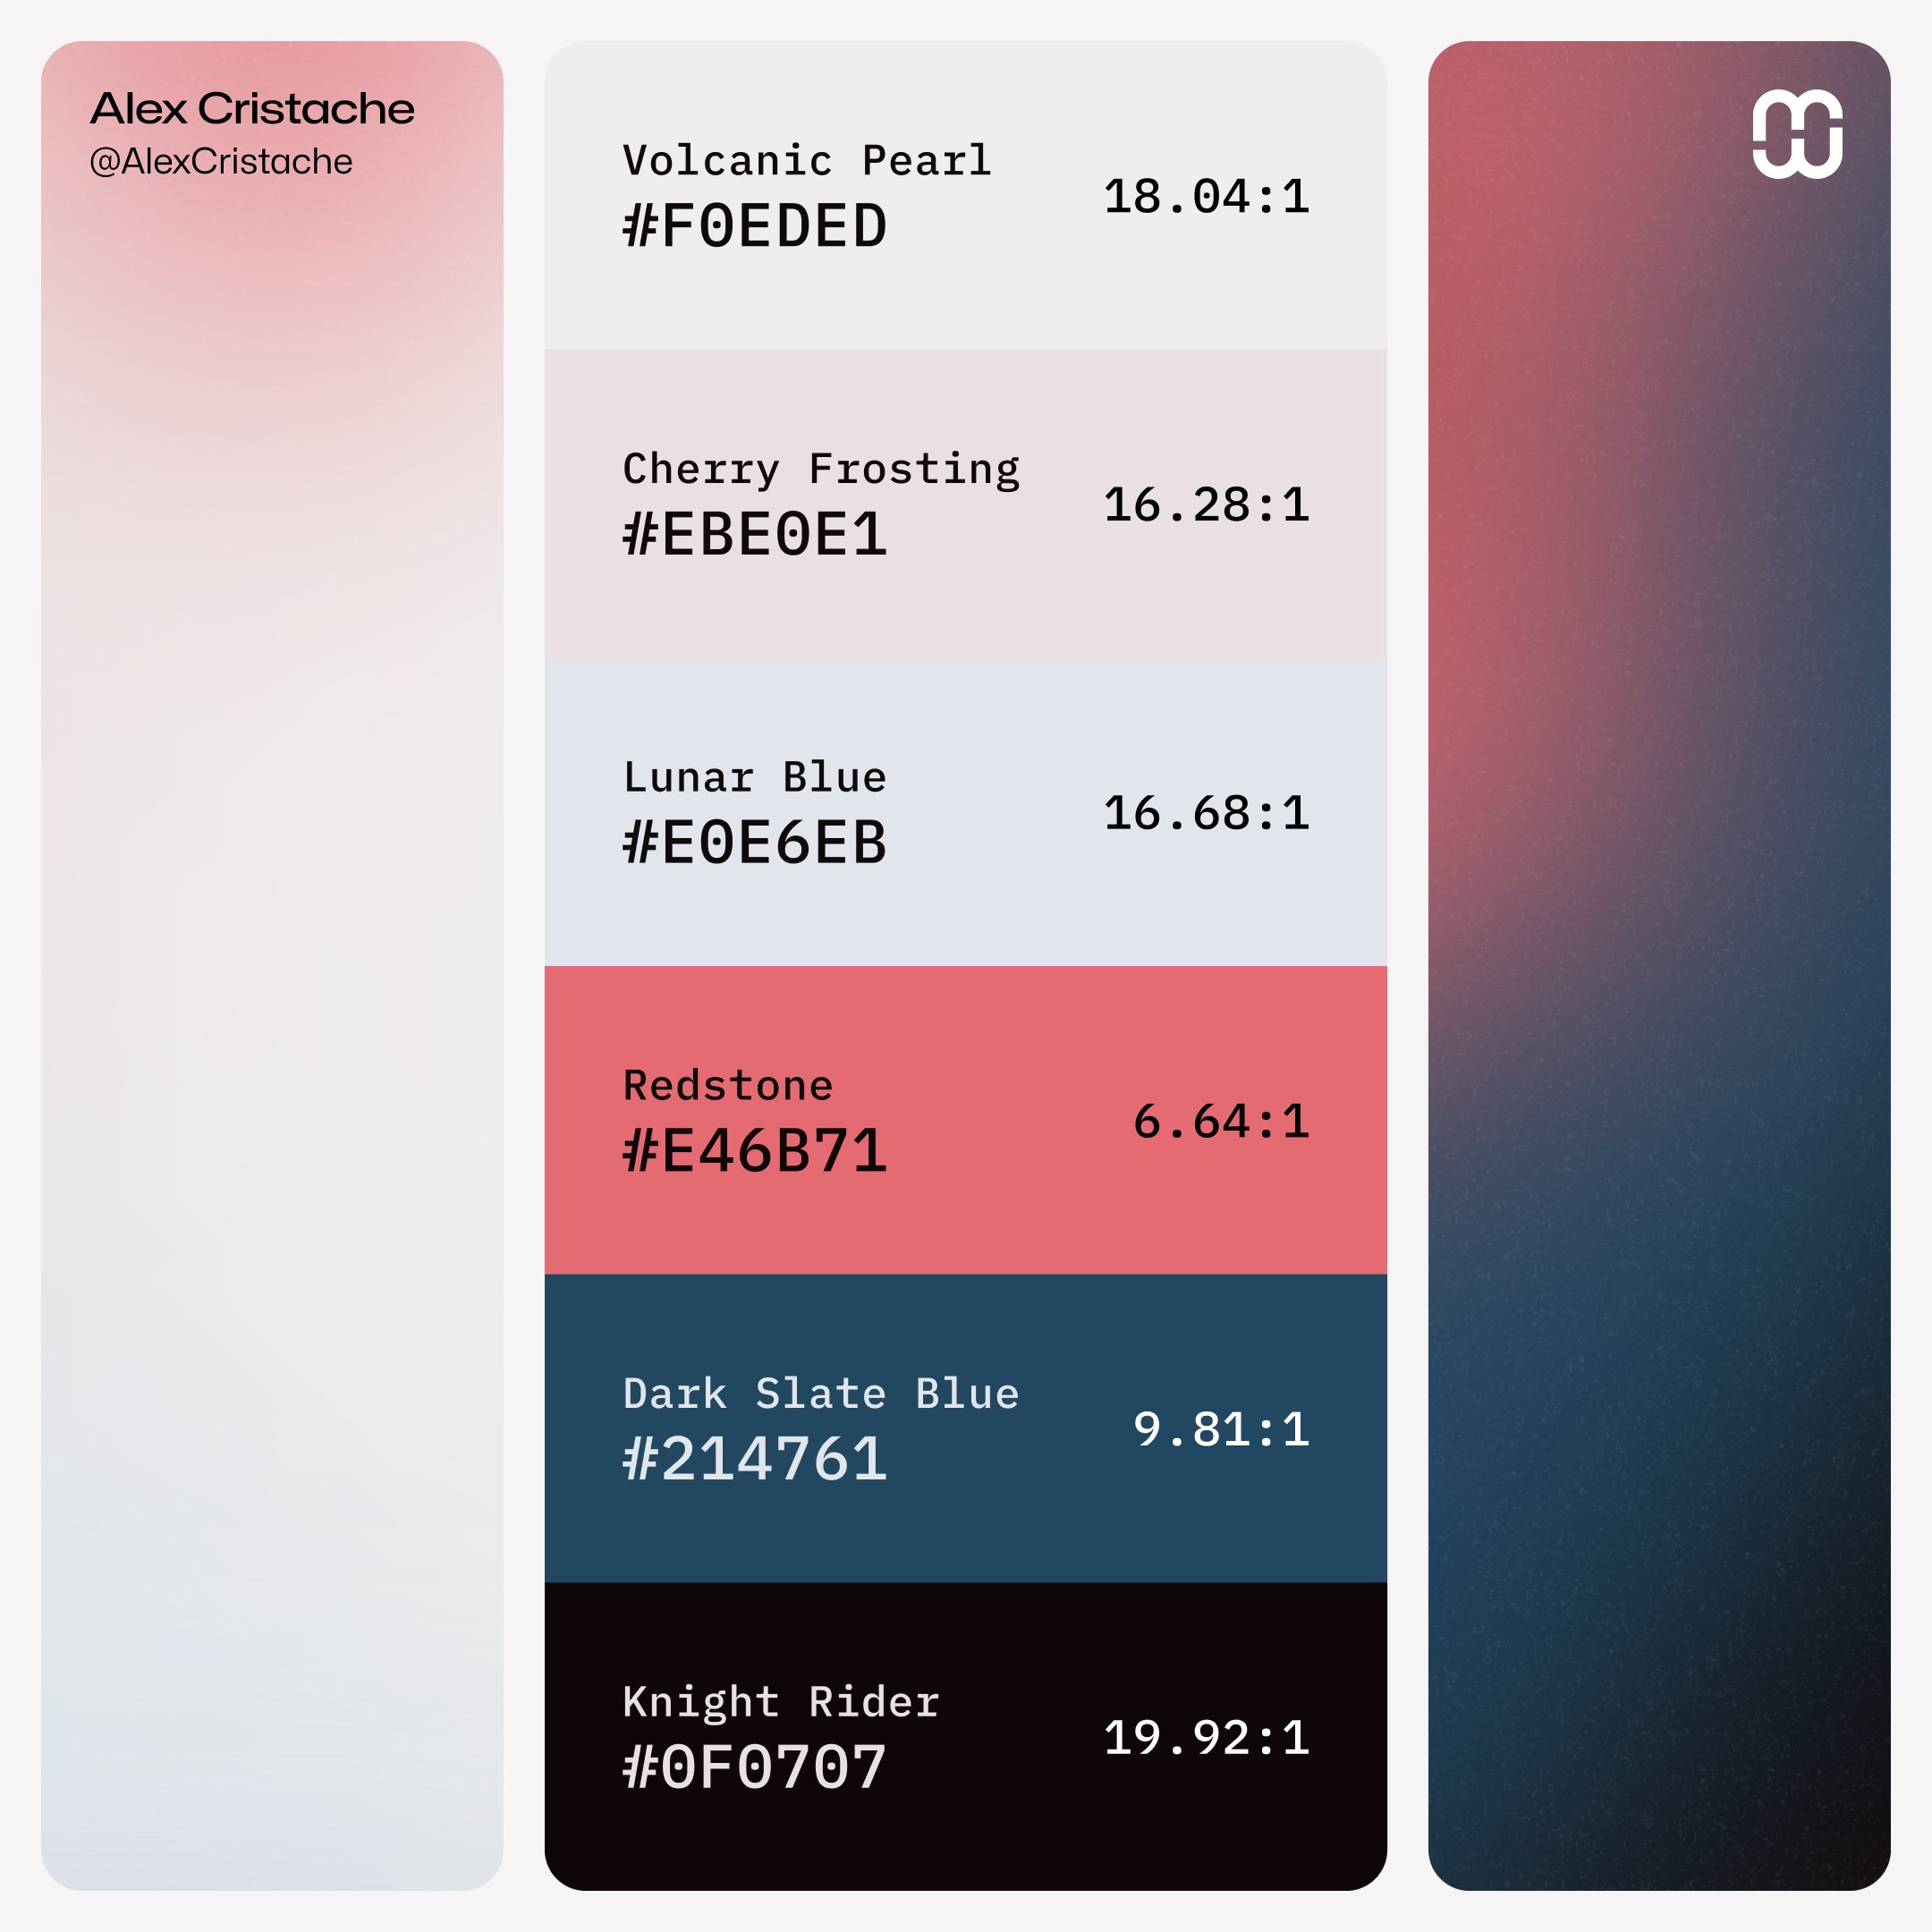 Alex Cristache
@AlexCristache
Volcanic Pearl
#F0EDED
18.04:1
Cherry Frosting
#EBE0E1
16.28:1
Lunar Blue
#E0E6EB
16.68:1
Redstone
#E46B71
6.64:1
Dark Slate Blue
#214761
9.81:1
Knight Rider
#0F0707
19.92:1